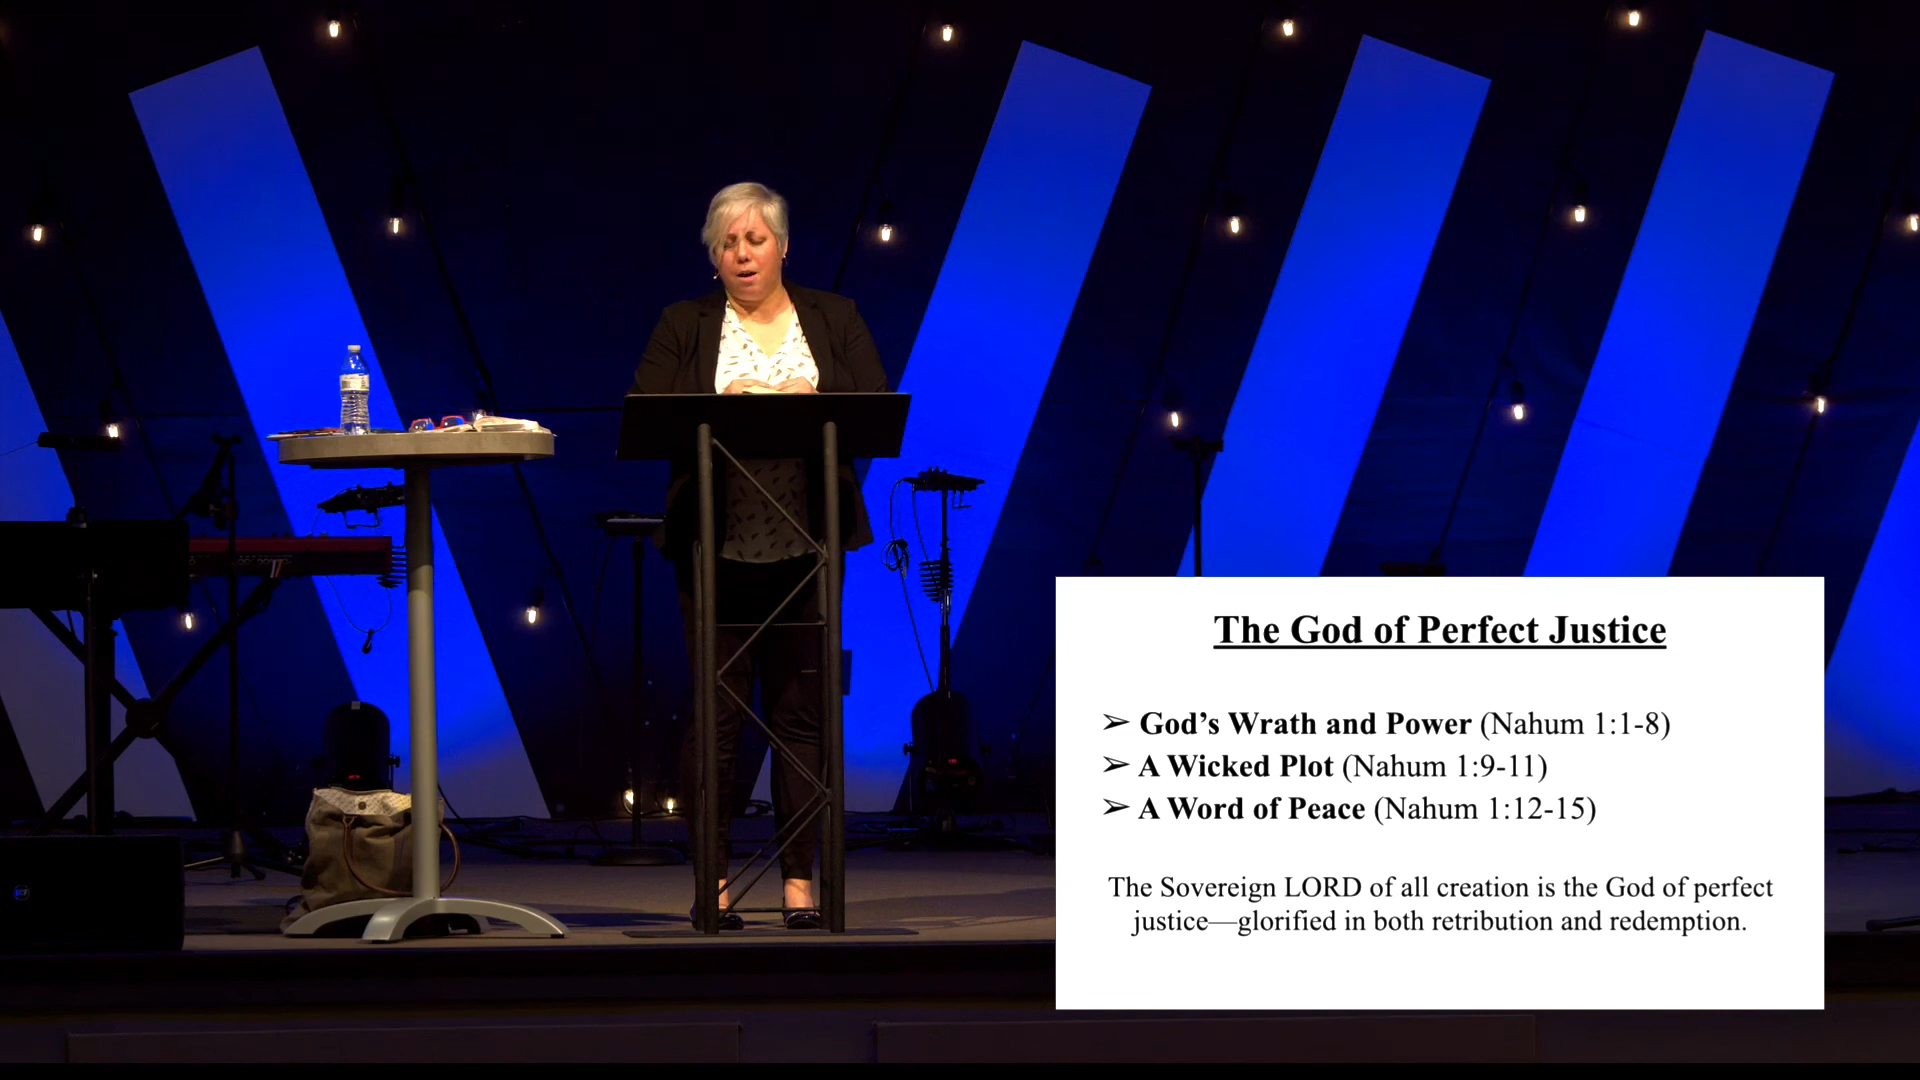 The God of Perfect Justice
➢ God’s Wrath and Power (Nahum 1:1-8)
➢ A Wicked Plot (Nahum 1:9-11)
➢ A Word of Peace (Nahum 1:12-15)
The Sovereign LORD of all creation is the God of perfect
justice—glorified in both retribution and redemption.